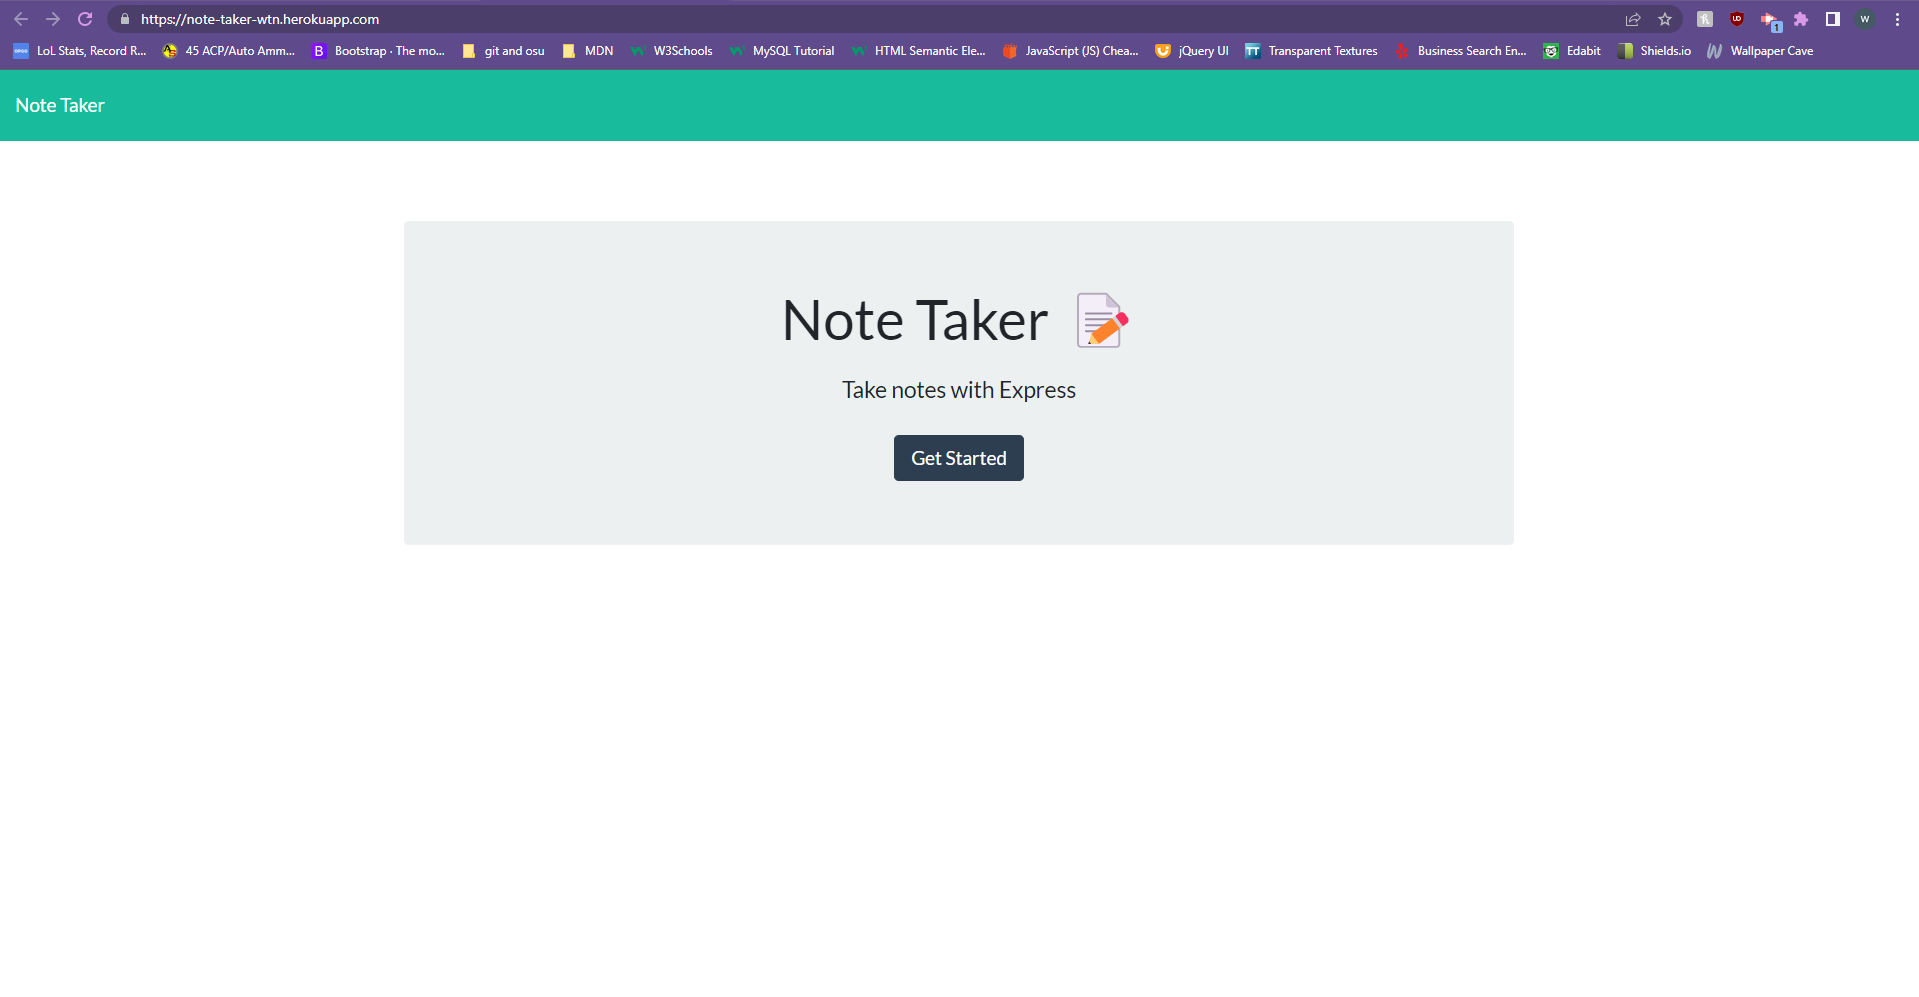 https://note-taker-wtn.herokuapp.com
LoL Stats, Record R... 45 ACP/Auto Amm... Bootstrap · The mo... git and osu MDN W3Schools MySQL Tutorial HTML Semantic Ele... JavaScript (JS) Chea... jQuery UI Transparent Textures Business Search En... Edabit Shields.io Wallpaper Cave
Note Taker
Note Taker
Take notes with Express
Get Started